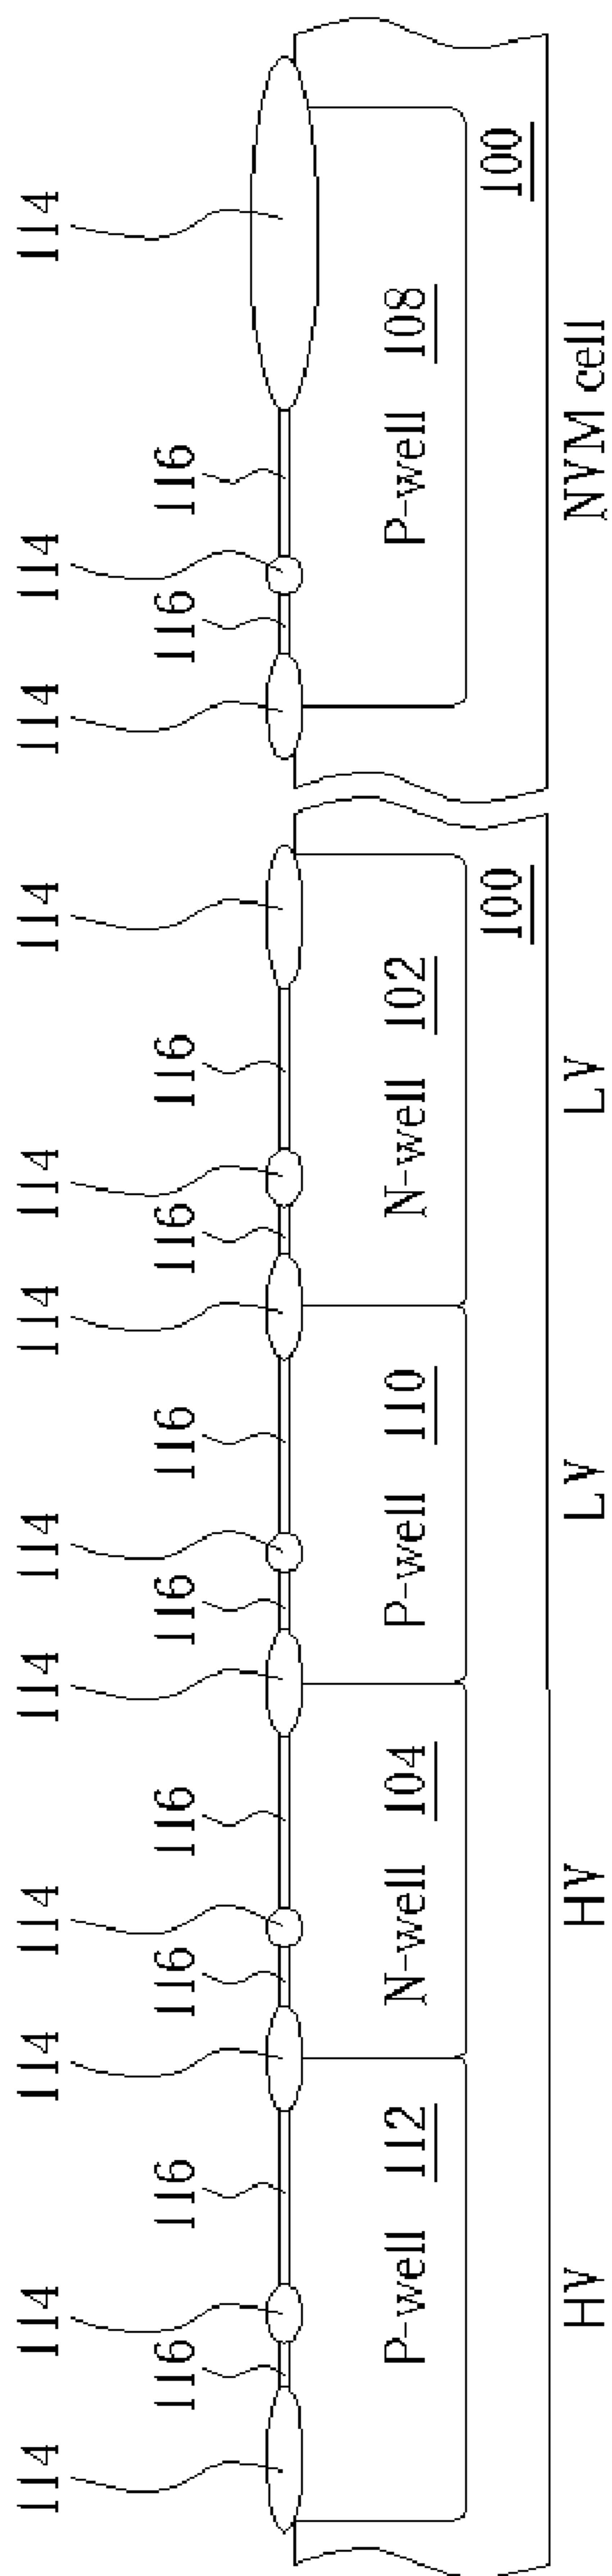 114 114 114 114 114 114 114 114 114 114 114 114
116 116 116 116 116 116 116 116 116 116
P-well 112 N-well 104 P-well 110 N-well 102 P-well 108
100 100
HV HV LV LV NVM cell